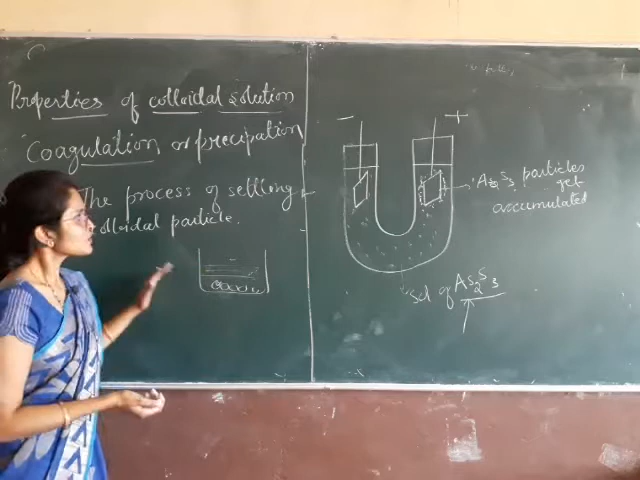 Properties of colloidal solution
Coagulation or precipation
The process of settling
colloidal particle.
− +
As2S3 particles
get
accumulated
Sol of As2S3